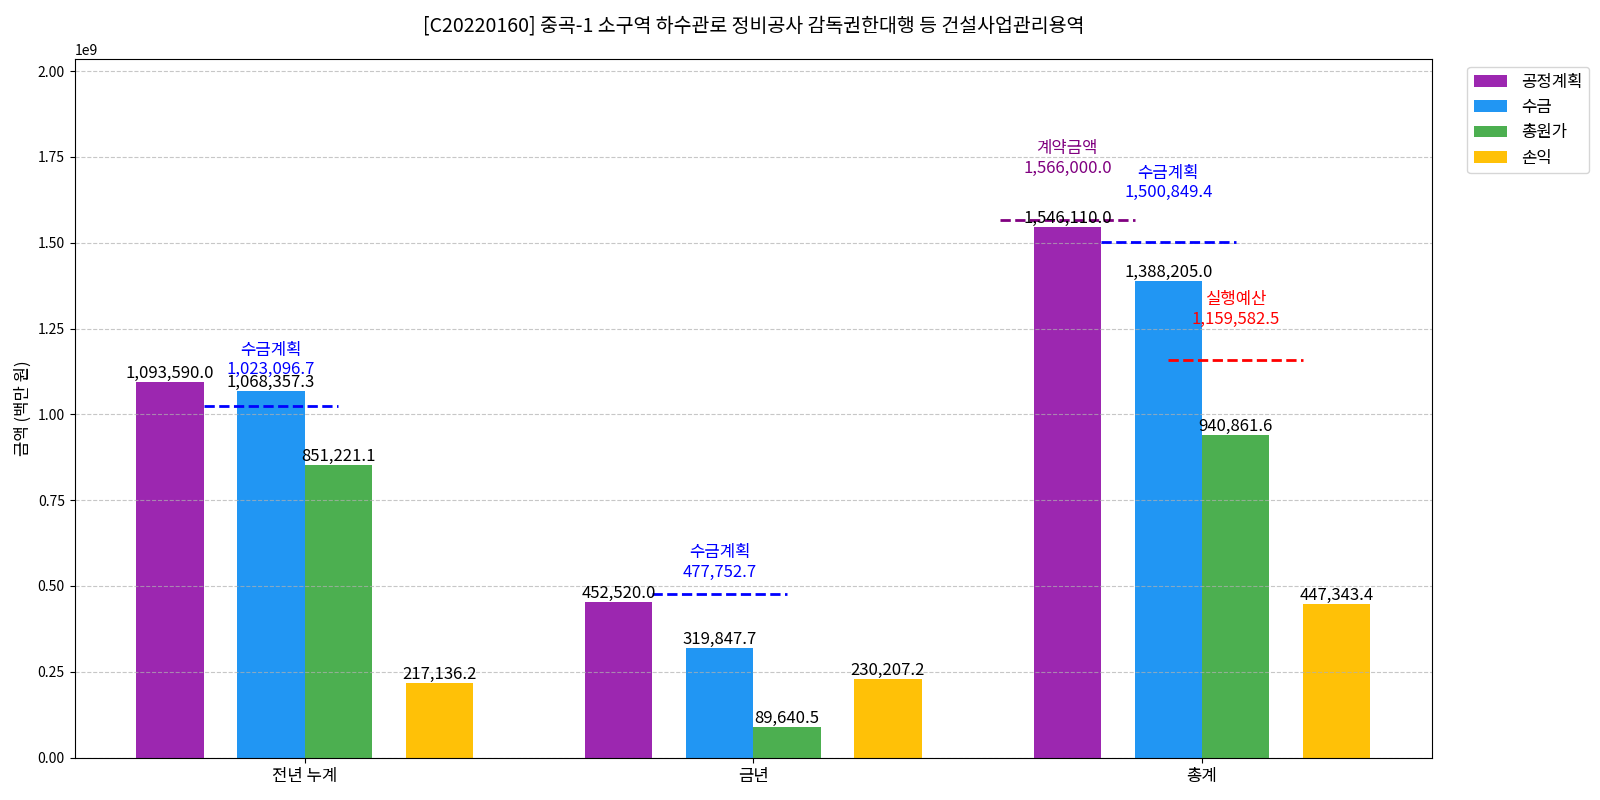 [C20220160] 중곡-1 소구역 하수관로 정비공사 감독권한대행 등 건설사업관리용역
1e9
2.00
1.75
1.50
1.25
1.00
0.75
0.50
0.25
0.00
금액 (백만 원)
공정계획
수금
총원가
손익
1,093,590.0
수금계획
1,023,096.7
1,068,357.3
851,221.1
217,136.2
452,520.0
수금계획
477,752.7
319,847.7
89,640.5
230,207.2
계약금액
1,566,000.0
1,546,110.0
수금계획
1,500,849.4
1,388,205.0
실행예산
1,159,582.5
940,861.6
447,343.4
전년 누계
금년
총계